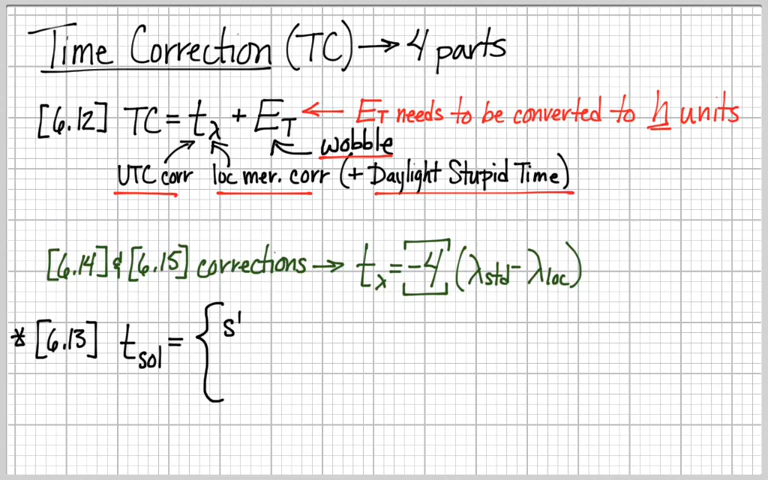 Time Correction (TC) → 4 parts
[6.12] TC = tλ + ET ← ET needs to be converted to h units
wobble
UTC corr loc mer. corr (+ Daylight Stupid Time)
[6.14] & [6.15] corrections → tλ = [-4] (λstd - λloc)
* [6.13] tsol = { s'